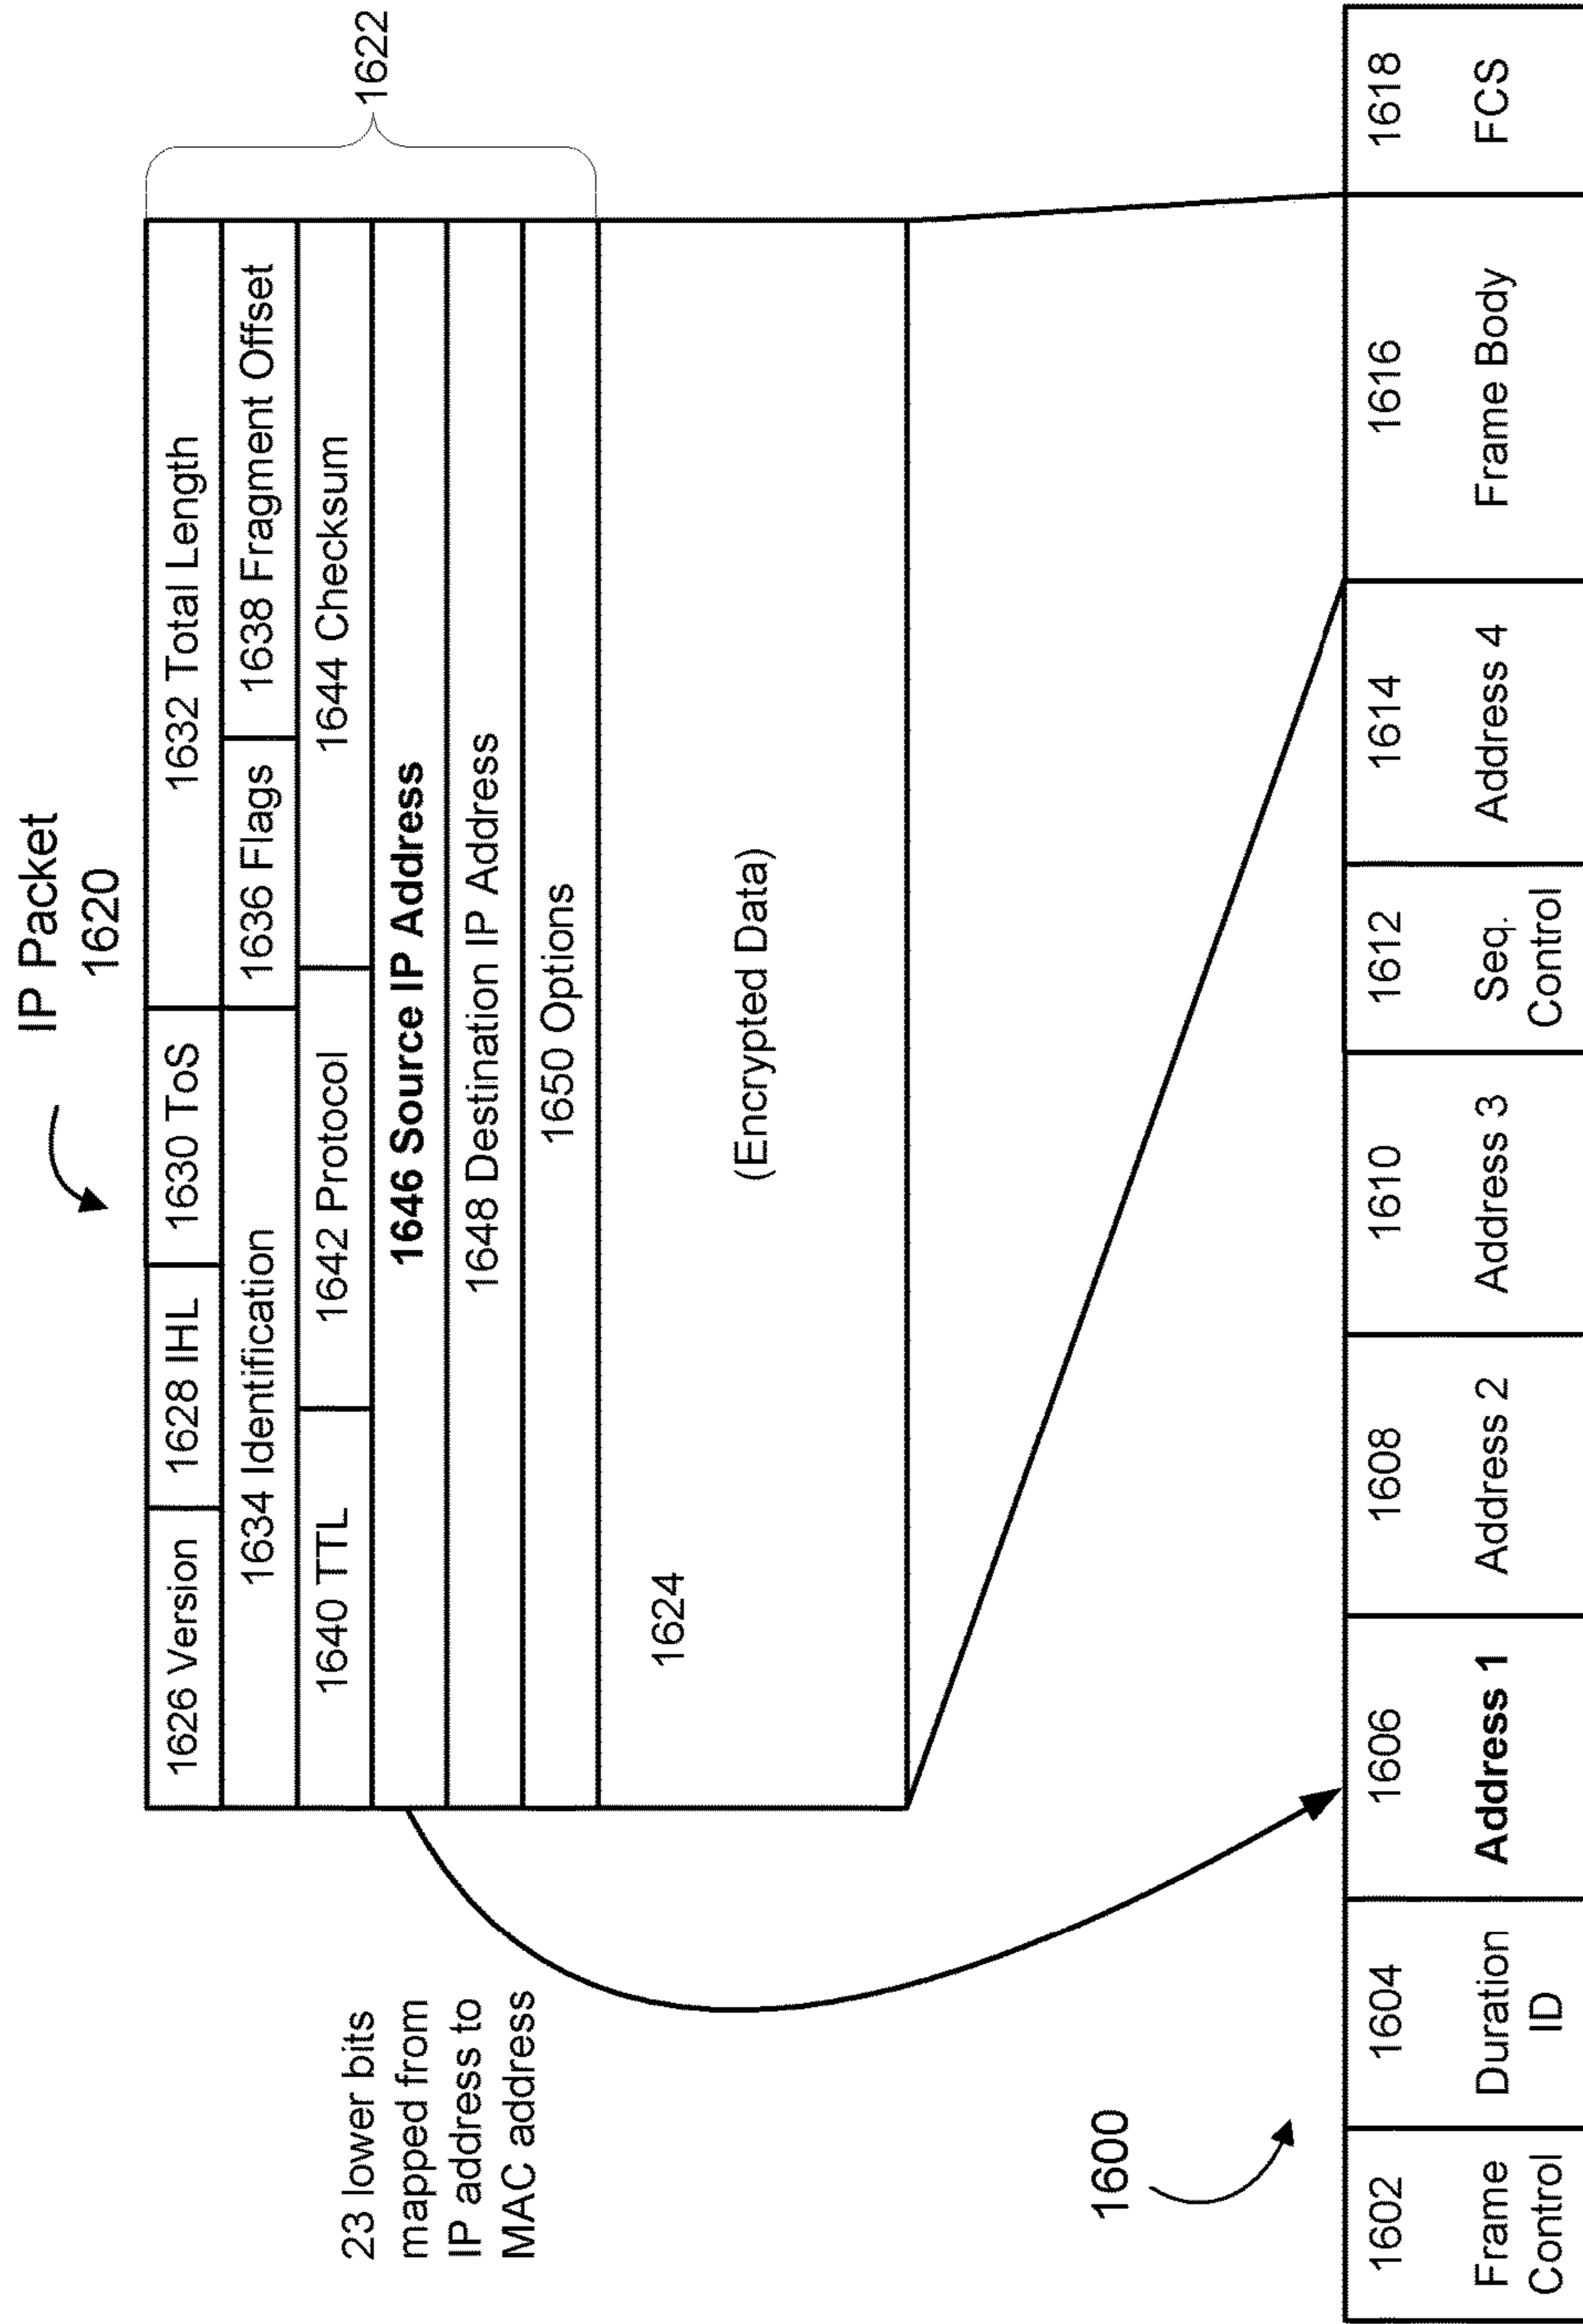 IP Packet
1620
1626 Version
1628 IHL
1630 ToS
1632 Total Length
1634 Identification
1636 Flags
1638 Fragment Offset
1640 TTL
1642 Protocol
1644 Checksum
1646 Source IP Address
1648 Destination IP Address
1650 Options
1622
1624
(Encrypted Data)
23 lower bits
mapped from
IP address to
MAC address
1600
1602
Frame
Control
1604
Duration
ID
1606
Address 1
1608
Address 2
1610
Address 3
1612
Seq.
Control
1614
Address 4
1616
Frame Body
1618
FCS